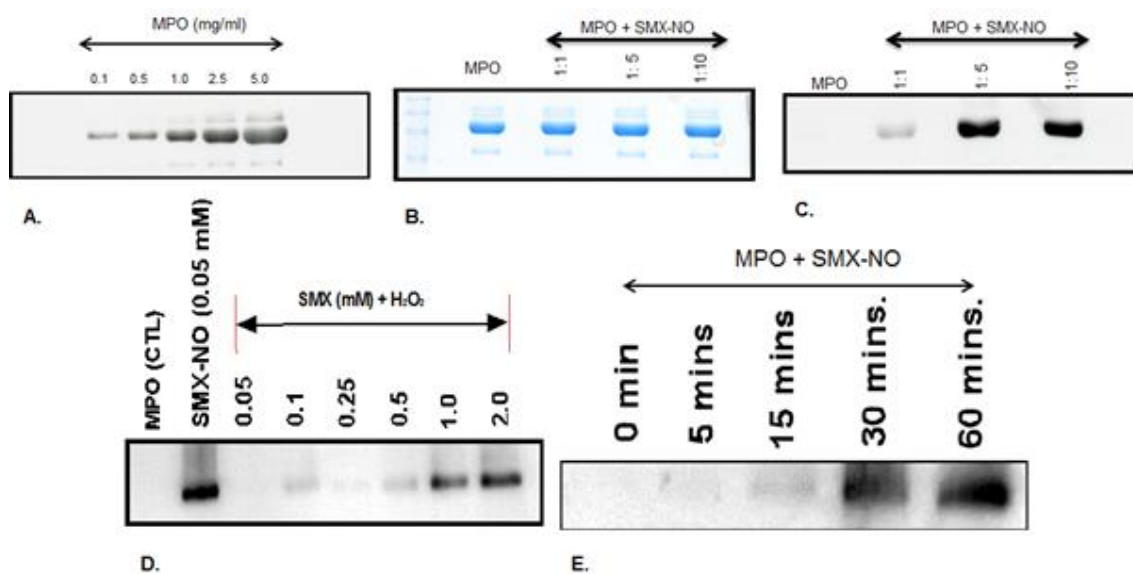 MPO (mg/ml)
0.1 0.5 1.0 2.5 5.0
A.
MPO + SMX-NO
MPO 1:1 1:5 1:10
B.
MPO + SMX-NO
MPO 1:1 1:5 1:10
C.
MPO (CTL)
SMX-NO (0.05 mM)
SMX (mM) + H₂O₂
0.05 0.1 0.25 0.5 1.0 2.0
D.
MPO + SMX-NO
0 min 5 mins 15 mins 30 mins. 60 mins.
E.